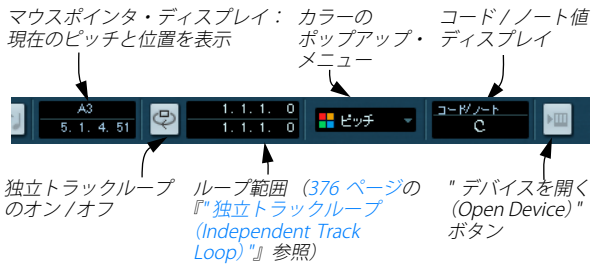 マウスポインタ・ディスプレイ：
現在のピッチと位置を表示
カラーの
ポップアップ・
メニュー
コード / ノート値
ディスプレイ
A3
5. 1. 4. 51
1. 1. 1. 0
1. 1. 1. 0
ピッチ
コード/ノート
C
独立トラックループ
のオン / オフ
ループ範囲（376 ページの
『"独立トラックループ
（Independent Track
Loop）"』参照）
" デバイスを開く
（Open Device）"
ボタン